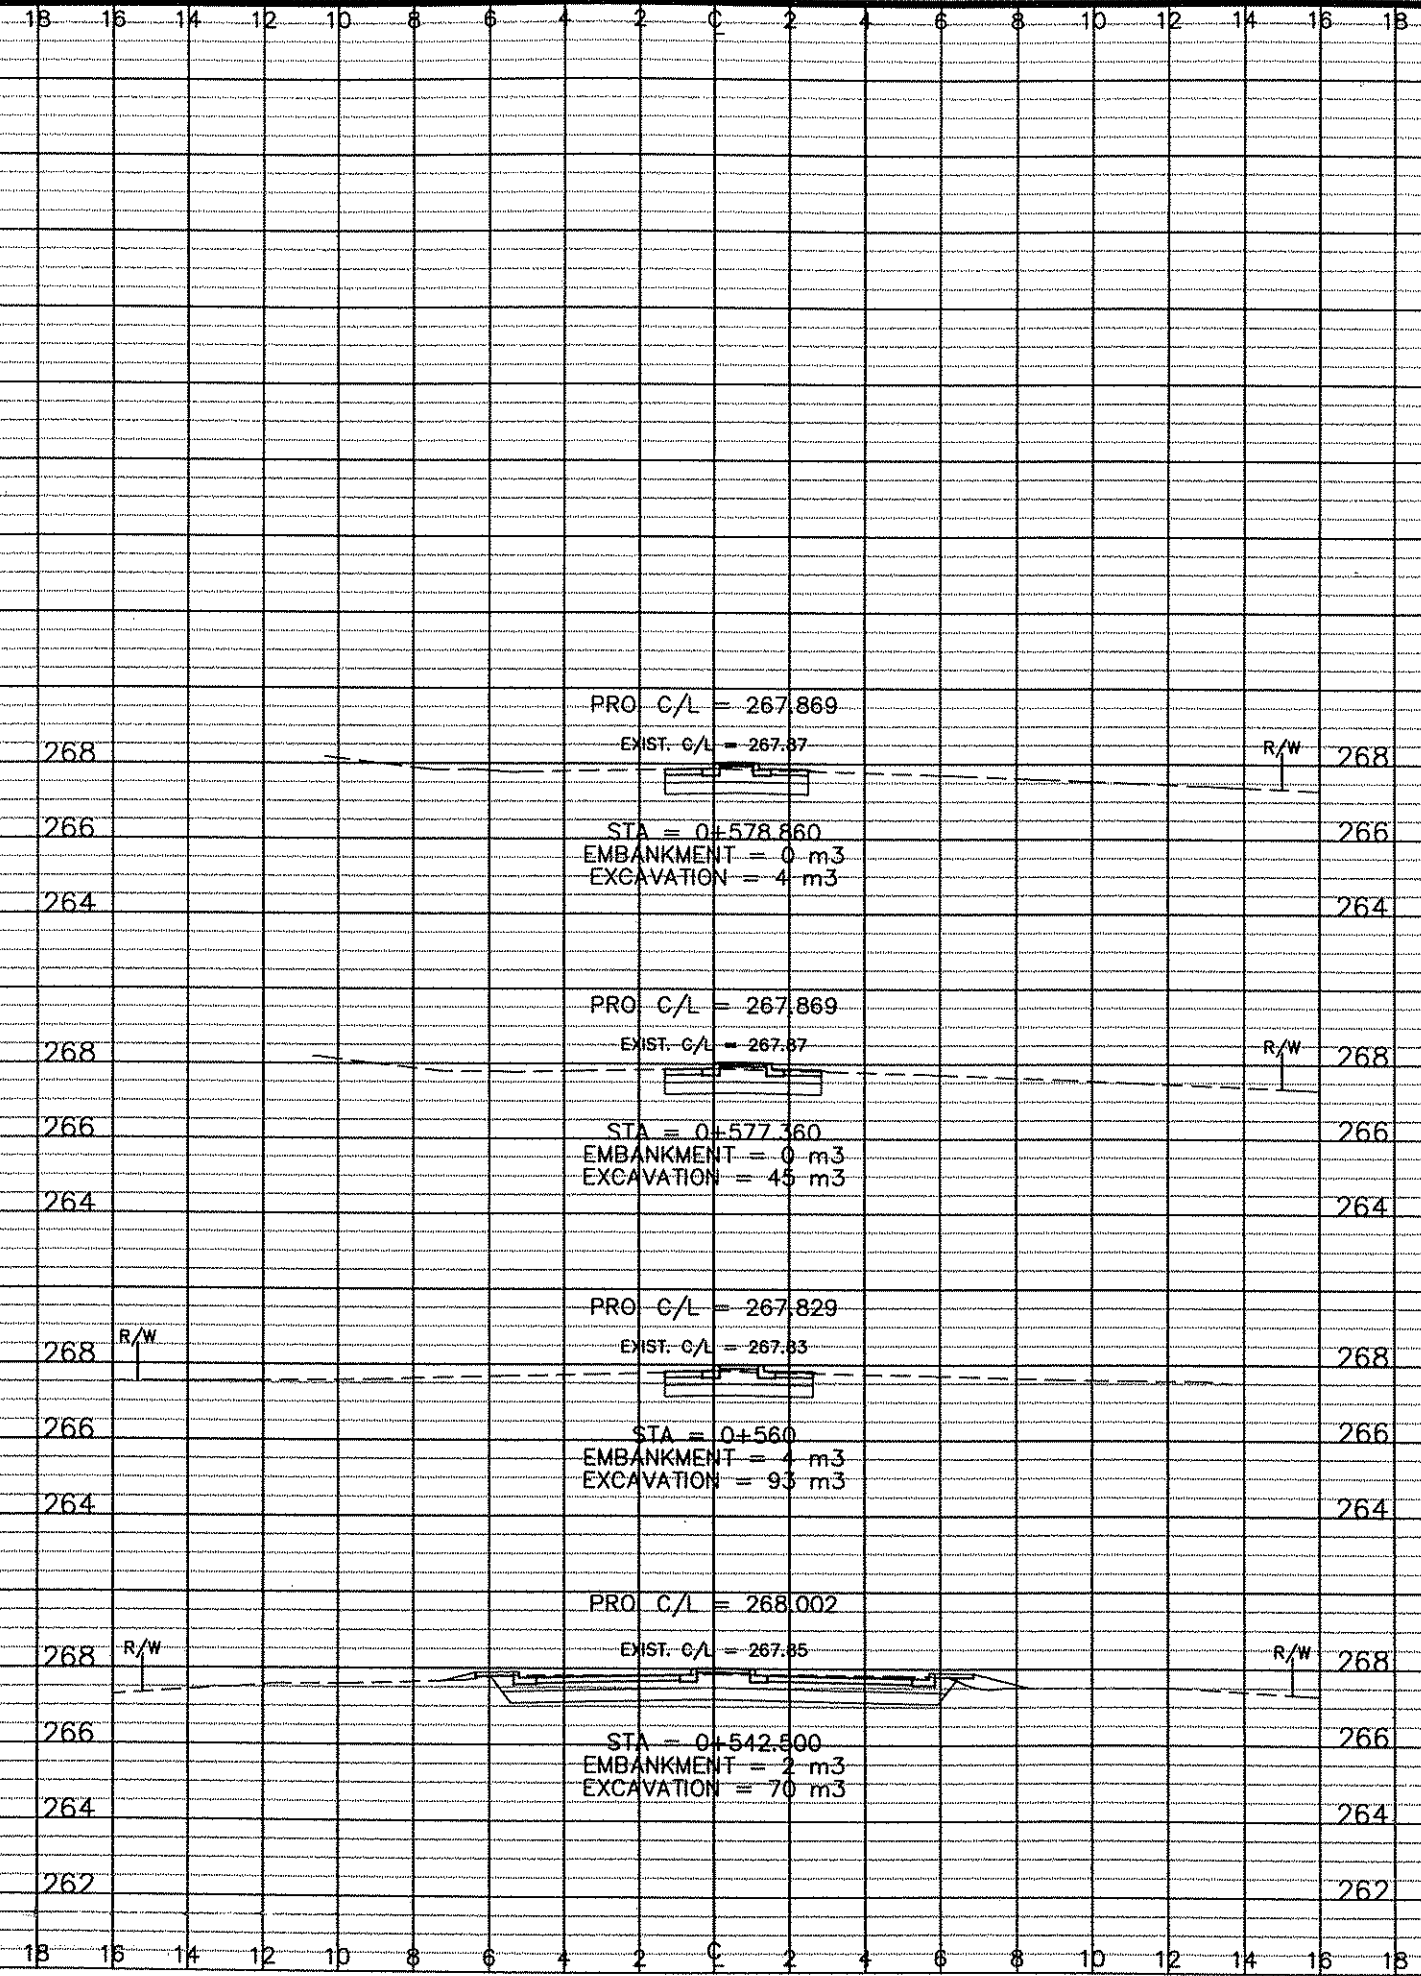 18 16 14 12 10 8 6 4 2 C L 2 4 6 8 10 12 14 16 18
PRO C/L = 267.869
EXIST. C/L = 267.87
R/W
268 268
266 STA = 0+578.860 266
EMBANKMENT = 0 m3
EXCAVATION = 4 m3
264 264
PRO C/L = 267.869
EXIST. C/L = 267.87
R/W
268 268
266 STA = 0+577.360 266
EMBANKMENT = 0 m3
EXCAVATION = 45 m3
264 264
PRO C/L = 267.829
R/W EXIST. C/L = 267.83
268 268
266 STA = 0+560 266
EMBANKMENT = 4 m3
EXCAVATION = 93 m3
264 264
PRO C/L = 268.002
R/W EXIST. C/L = 267.85 R/W
268 268
266 STA = 0+542.500 266
EMBANKMENT = 2 m3
EXCAVATION = 70 m3
264 264
262 262
18 16 14 12 10 8 6 4 2 C L 2 4 6 8 10 12 14 16 18